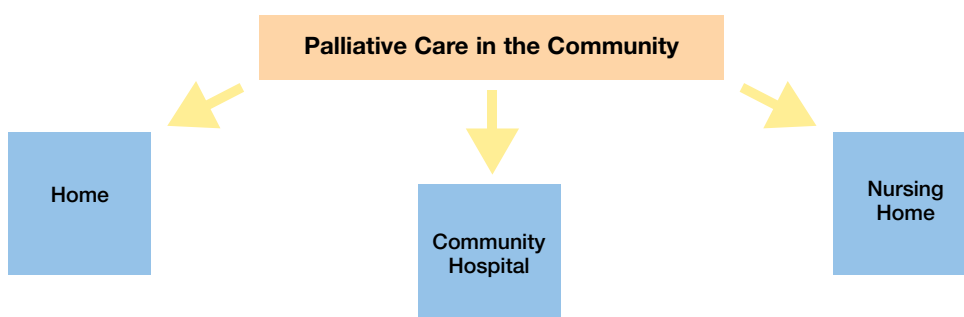 Palliative Care in the Community
Home
Community
Hospital
Nursing
Home